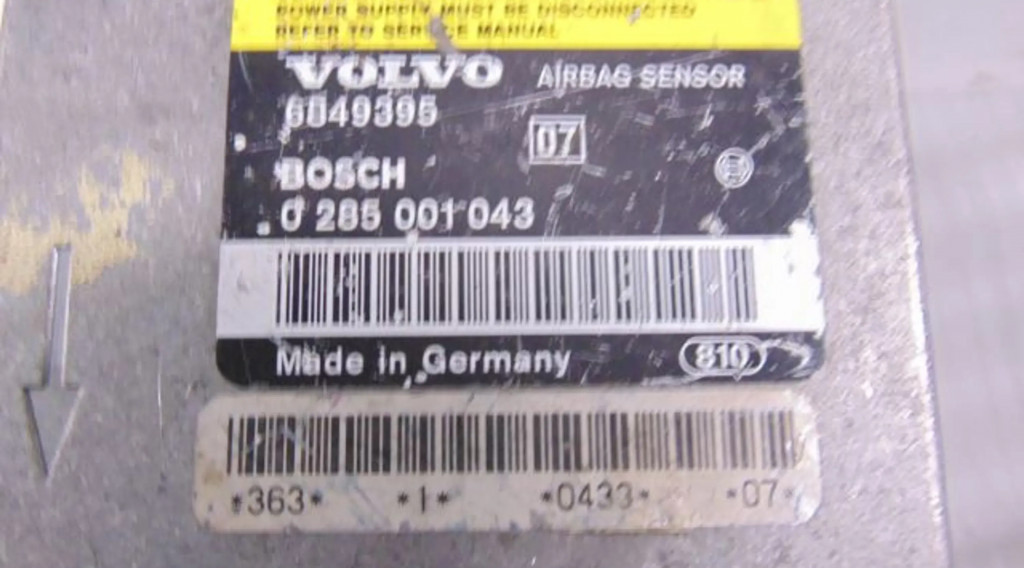 POWER SUPPLY MUST BE DISCONNECTED
REFER TO SERVICE MANUAL
VOLVO AIRBAG SENSOR
6849395
07
BOSCH
0 285 001 043
Made in Germany 810
*363* *1* *0433* *07*